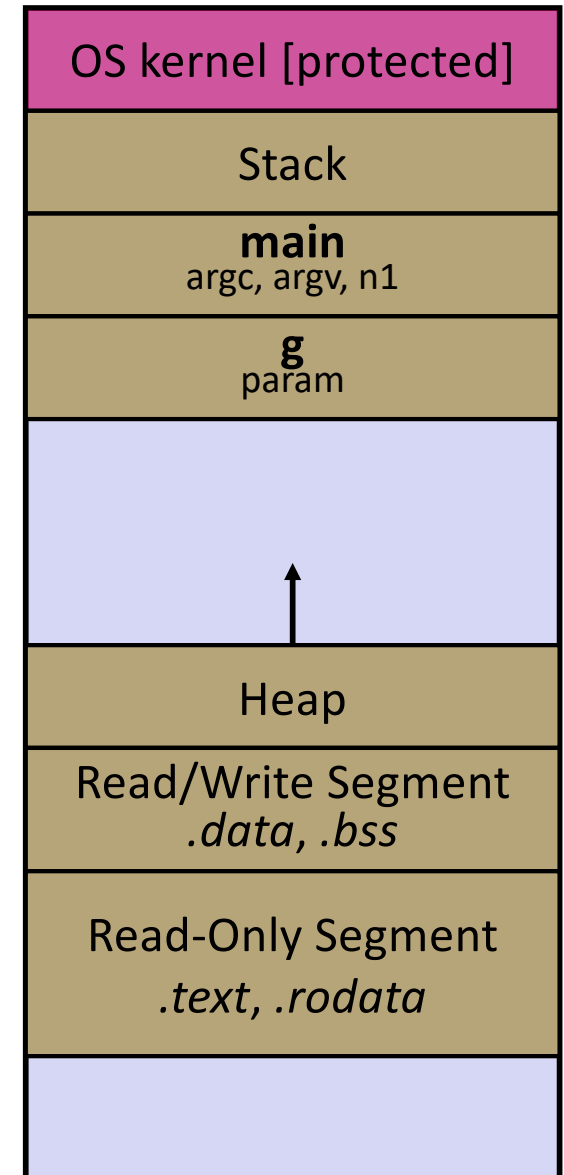 OS kernel [protected]
Stack
main
argc, argv, n1
g
param
Heap
Read/Write Segment
.data, .bss
Read-Only Segment
.text, .rodata